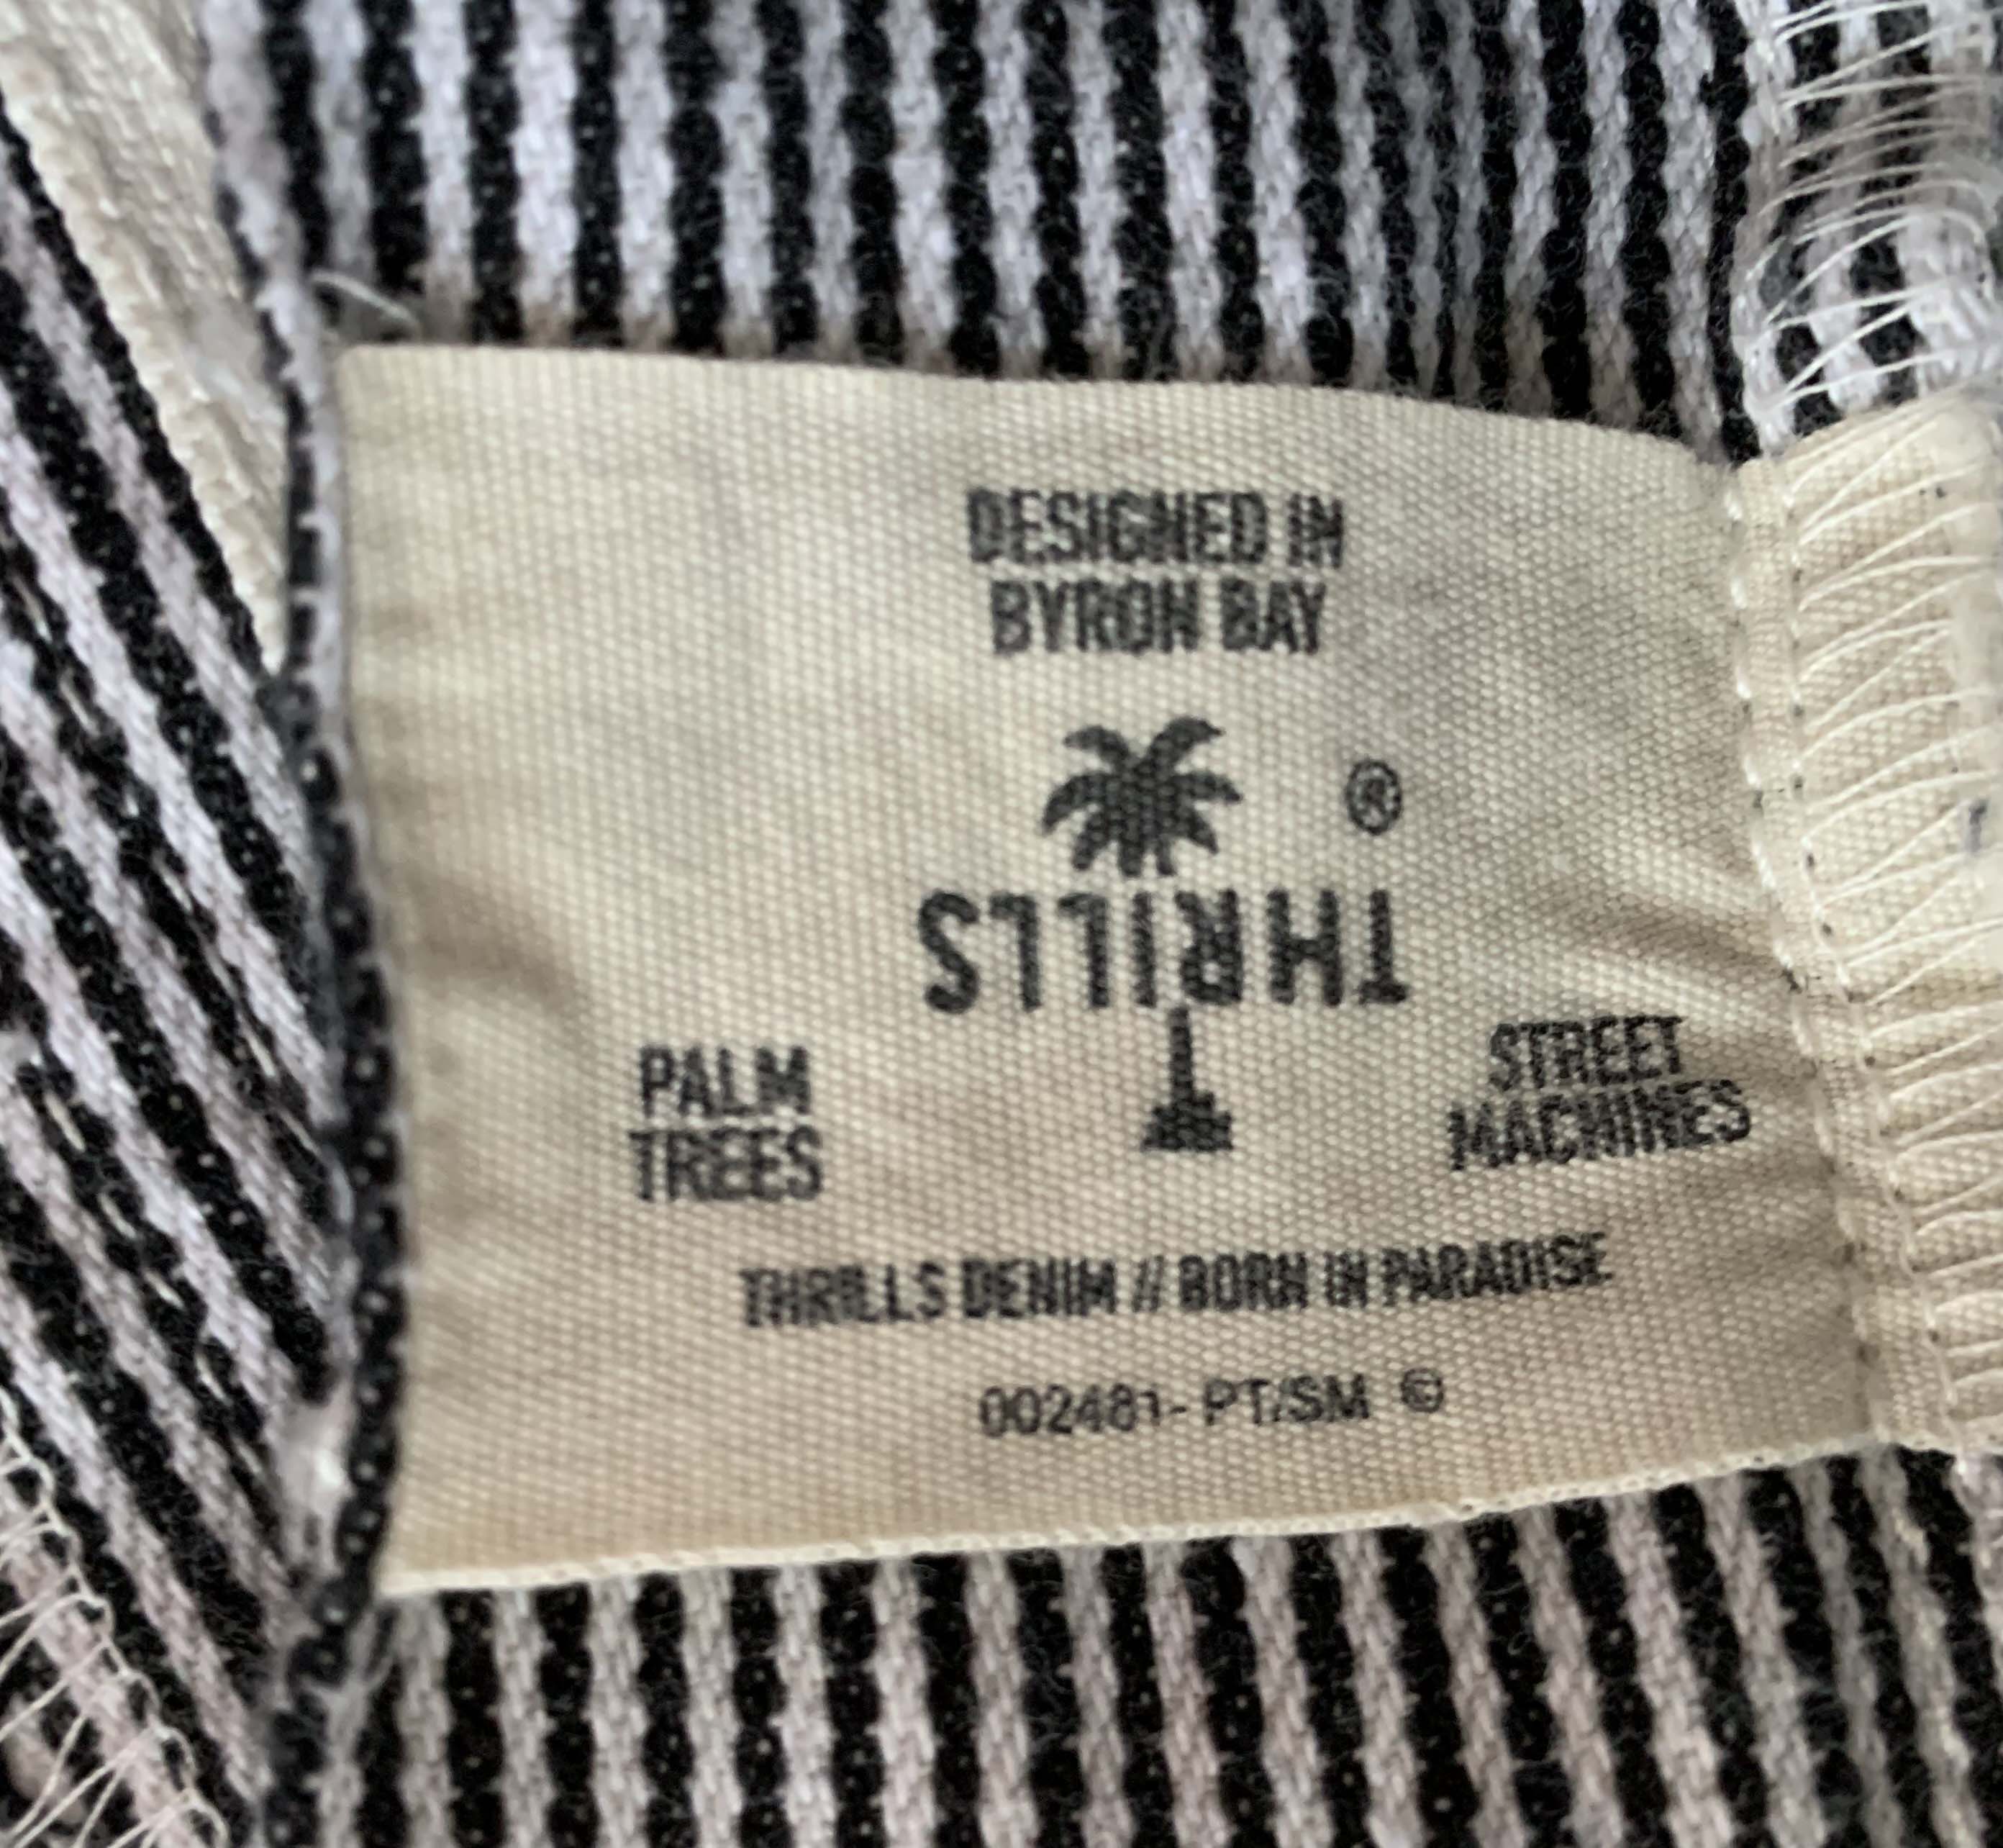 DESIGNED IN
BYRON BAY
®
THRILLS
PALM
TREES
STREET
MACHINES
THRILLS DENIM // BORN IN PARADISE
002481- PT/SM ©